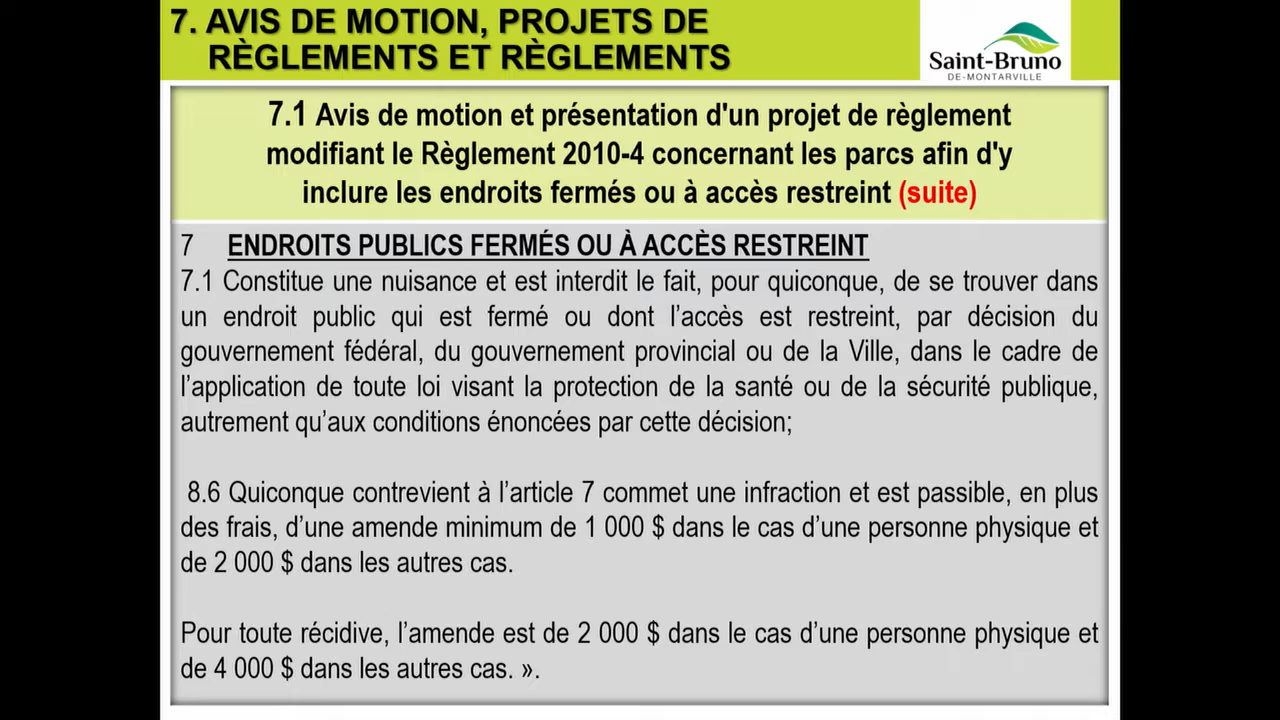 7. AVIS DE MOTION, PROJETS DE
RÈGLEMENTS ET RÈGLEMENTS
Saint-Bruno
DE-MONTARVILLE
7.1 Avis de motion et présentation d'un projet de règlement
modifiant le Règlement 2010-4 concernant les parcs afin d'y
inclure les endroits fermés ou à accès restreint (suite)
7 ENDROITS PUBLICS FERMÉS OU À ACCÈS RESTREINT
7.1 Constitue une nuisance et est interdit le fait, pour quiconque, de se trouver dans
un endroit public qui est fermé ou dont l’accès est restreint, par décision du
gouvernement fédéral, du gouvernement provincial ou de la Ville, dans le cadre de
l’application de toute loi visant la protection de la santé ou de la sécurité publique,
autrement qu’aux conditions énoncées par cette décision;
8.6 Quiconque contrevient à l’article 7 commet une infraction et est passible, en plus
des frais, d’une amende minimum de 1 000 $ dans le cas d’une personne physique et
de 2 000 $ dans les autres cas.
Pour toute récidive, l’amende est de 2 000 $ dans le cas d’une personne physique et
de 4 000 $ dans les autres cas. ».